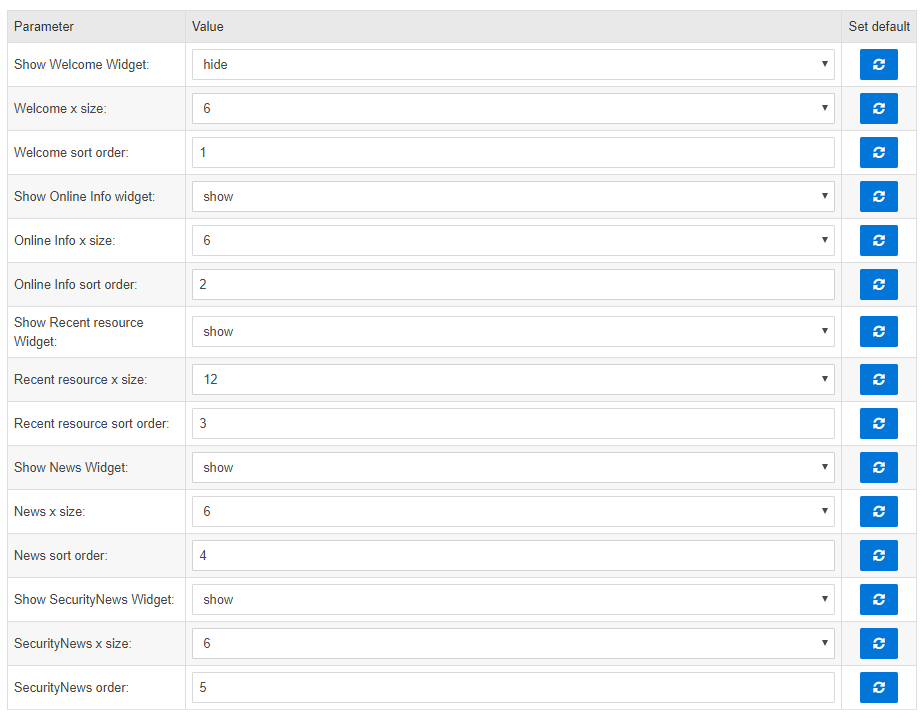 Parameter Value Set default
Show Welcome Widget: hide
Welcome x size: 6
Welcome sort order: 1
Show Online Info widget: show
Online Info x size: 6
Online Info sort order: 2
Show Recent resource
Widget: show
Recent resource x size: 12
Recent resource sort order: 3
Show News Widget: show
News x size: 6
News sort order: 4
Show SecurityNews Widget: show
SecurityNews x size: 6
SecurityNews order: 5